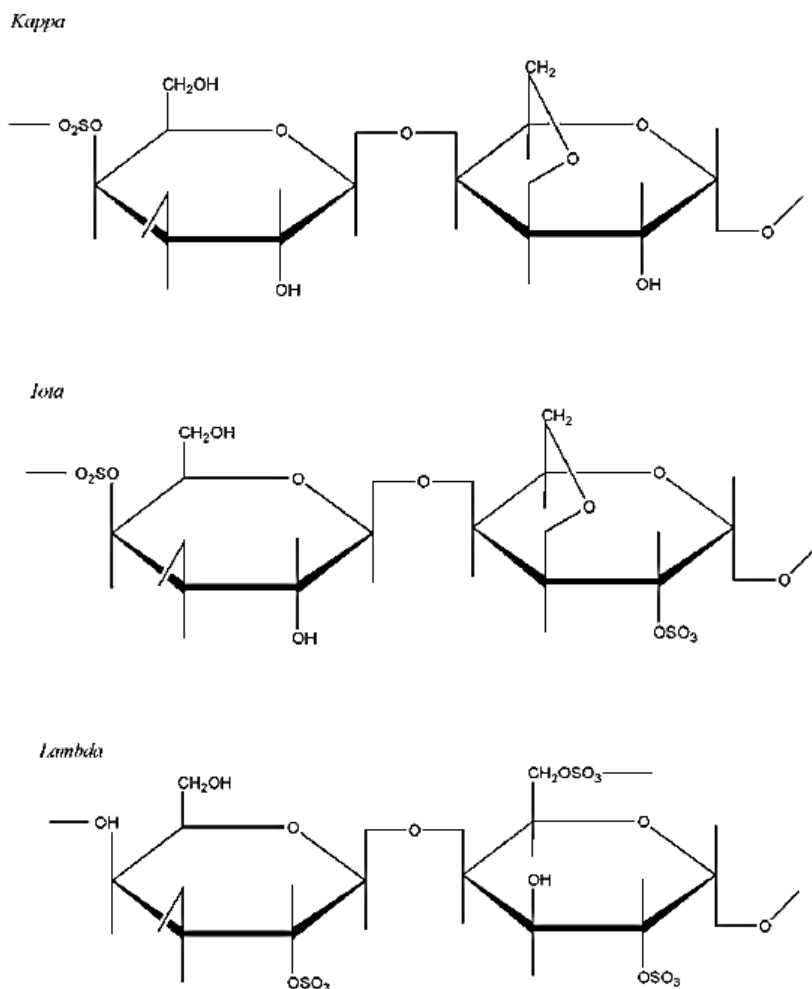 Kappa
CH₂
CH₂OH
O₂SO O O O
O
O
OH OH
Iota
CH₂
CH₂OH
O₂SO O O O
O
O
OH OSO₃
Lambda
CH₂OH CH₂OSO₃
OH O O O
OH
O
OSO₃ OSO₃